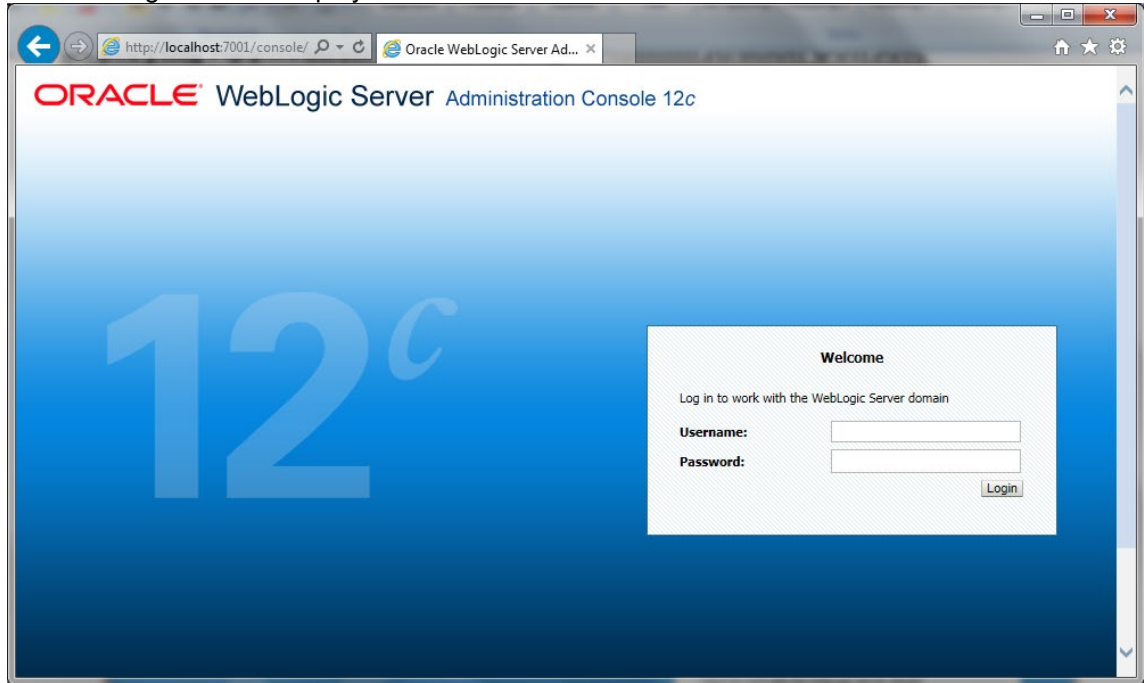 http://localhost:7001/console/
Oracle WebLogic Server Ad...
ORACLE WebLogic Server Administration Console 12c
12c
Welcome
Log in to work with the WebLogic Server domain
Username:
Password:
Login